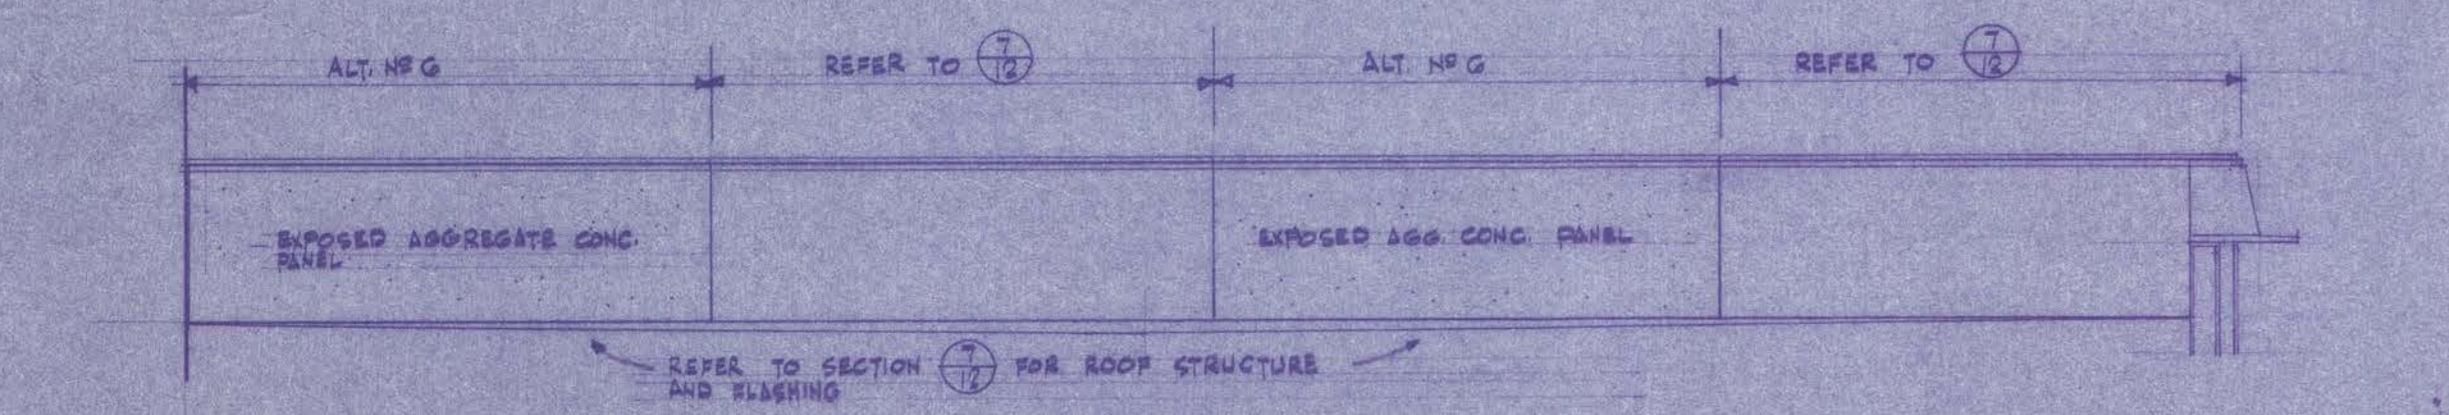 ALT. Nº 6
REFER TO 7/12
ALT. Nº 6
REFER TO 7/12
EXPOSED AGGREGATE CONC.
PANEL
EXPOSED AGG. CONC. PANEL
REFER TO SECTION 7/12 FOR ROOF STRUCTURE
AND FLASHING